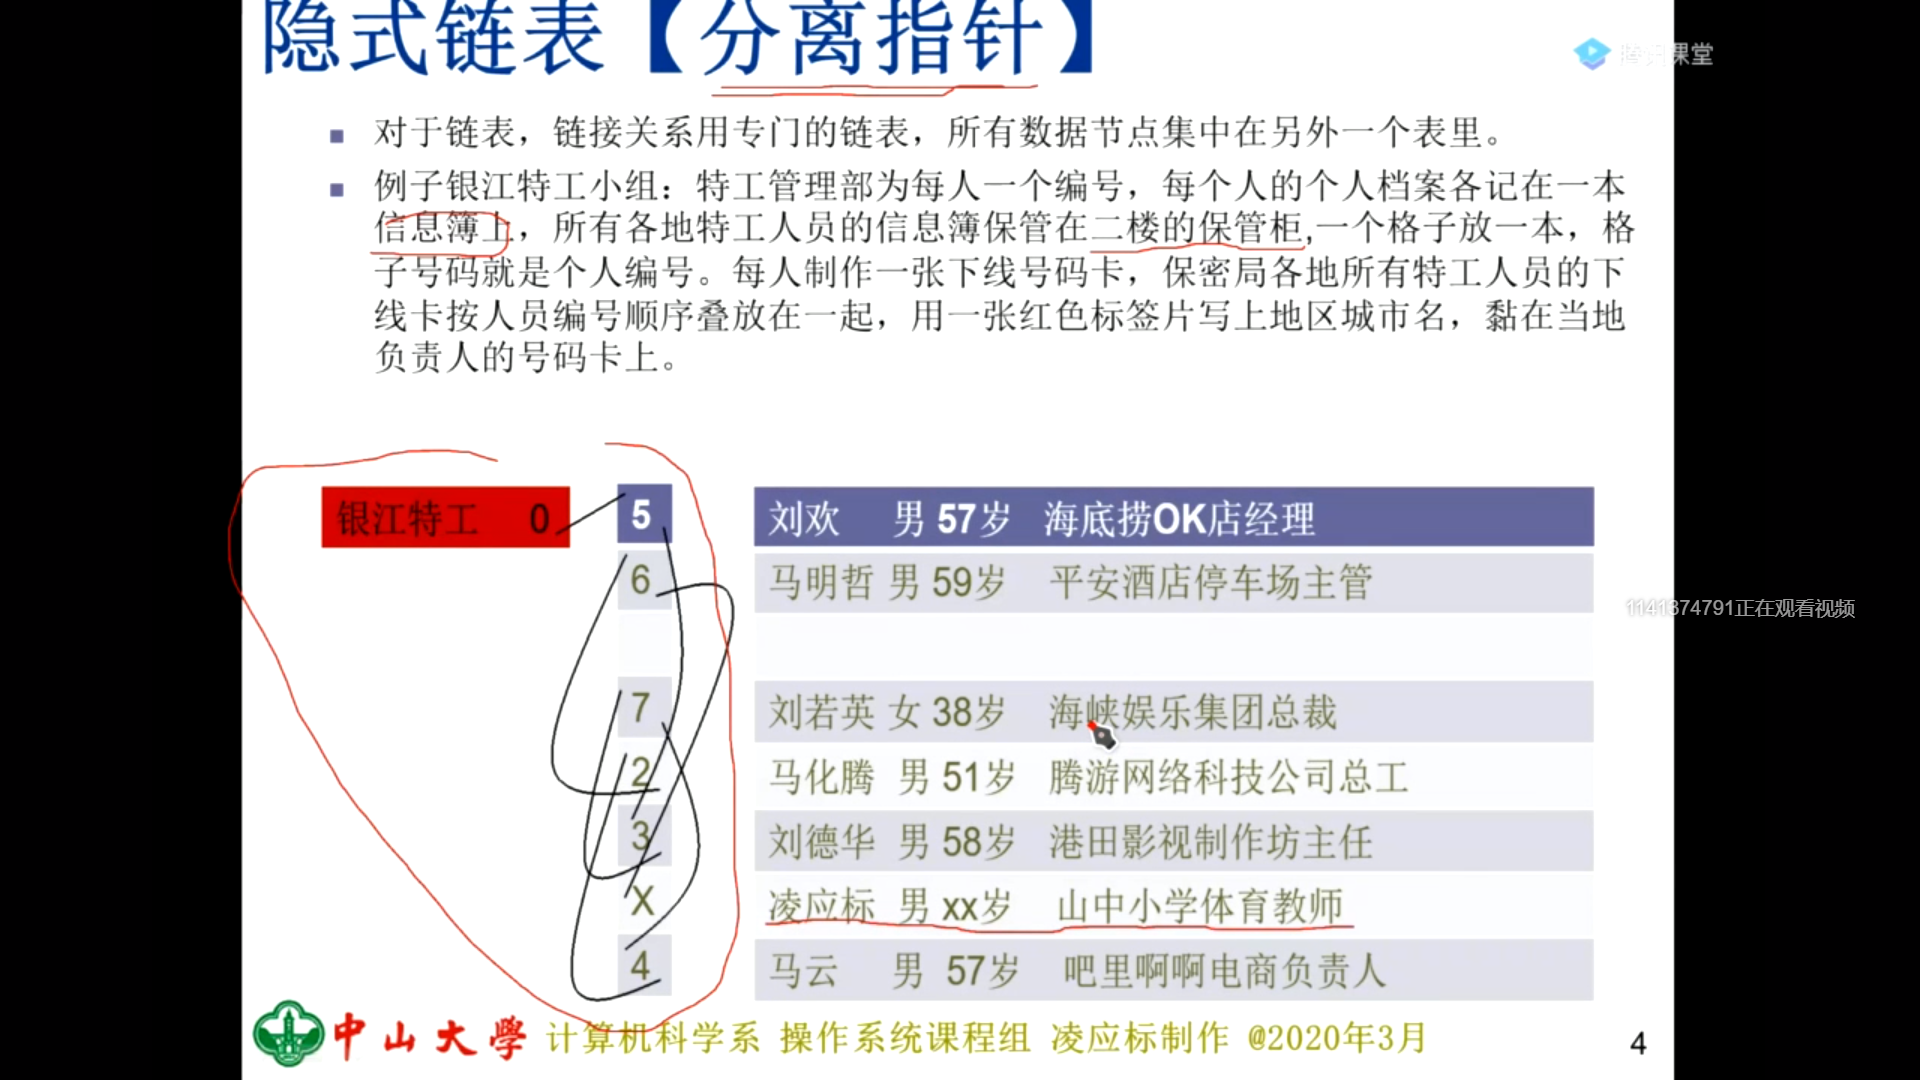 隐式链表【分离指针】
对于链表，链接关系用专门的链表，所有数据节点集中在另外一个表里。
例子银江特工小组：特工管理部为每人一个编号，每个人的个人档案各记在一本
信息簿上，所有各地特工人员的信息簿保管在二楼的保管柜,一个格子放一本，格
子号码就是个人编号。每人制作一张下线号码卡，保密局各地所有特工人员的下
线卡按人员编号顺序叠放在一起，用一张红色标签片写上地区城市名，黏在当地
负责人的号码卡上。
银江特工 0 5 刘欢 男 57岁 海底捞OK店经理
6 马明哲 男 59岁 平安酒店停车场主管
7 刘若英 女 38岁 海峡娱乐集团总裁
2 马化腾 男 51岁 腾游网络科技公司总工
3 刘德华 男 58岁 港田影视制作坊主任
X 凌应标 男 xx岁 山中小学体育教师
4 马云 男 57岁 吧里啊啊电商负责人
中山大学 计算机科学系 操作系统课程组 凌应标制作 @2020年3月
4
腾讯课堂
1141374791正在观看视频